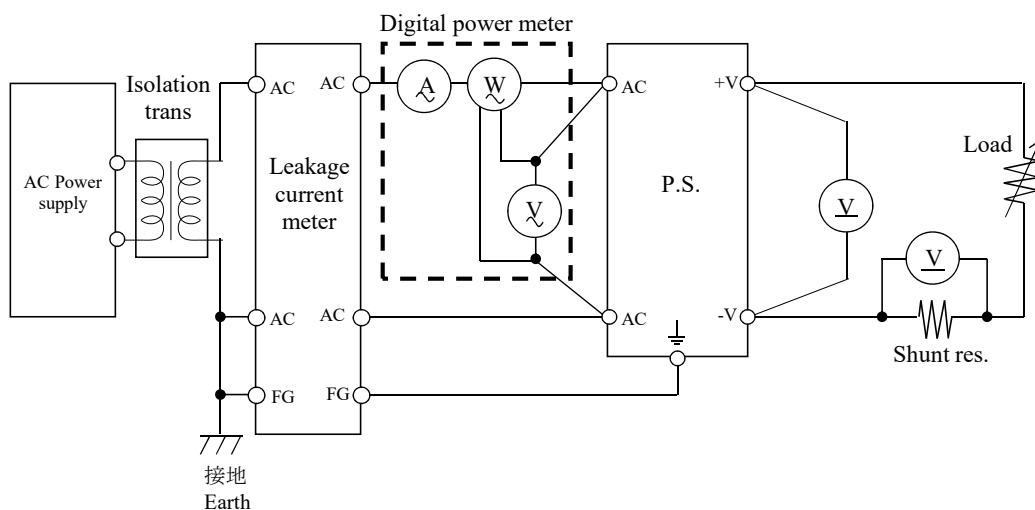 Digital power meter
Isolation
trans
AC Power
supply
AC
AC
Leakage
current
meter
AC
AC
FG
FG
A
W
V
AC
P.S.
AC
+V
-V
V
Load
V
Shunt res.
接地
Earth